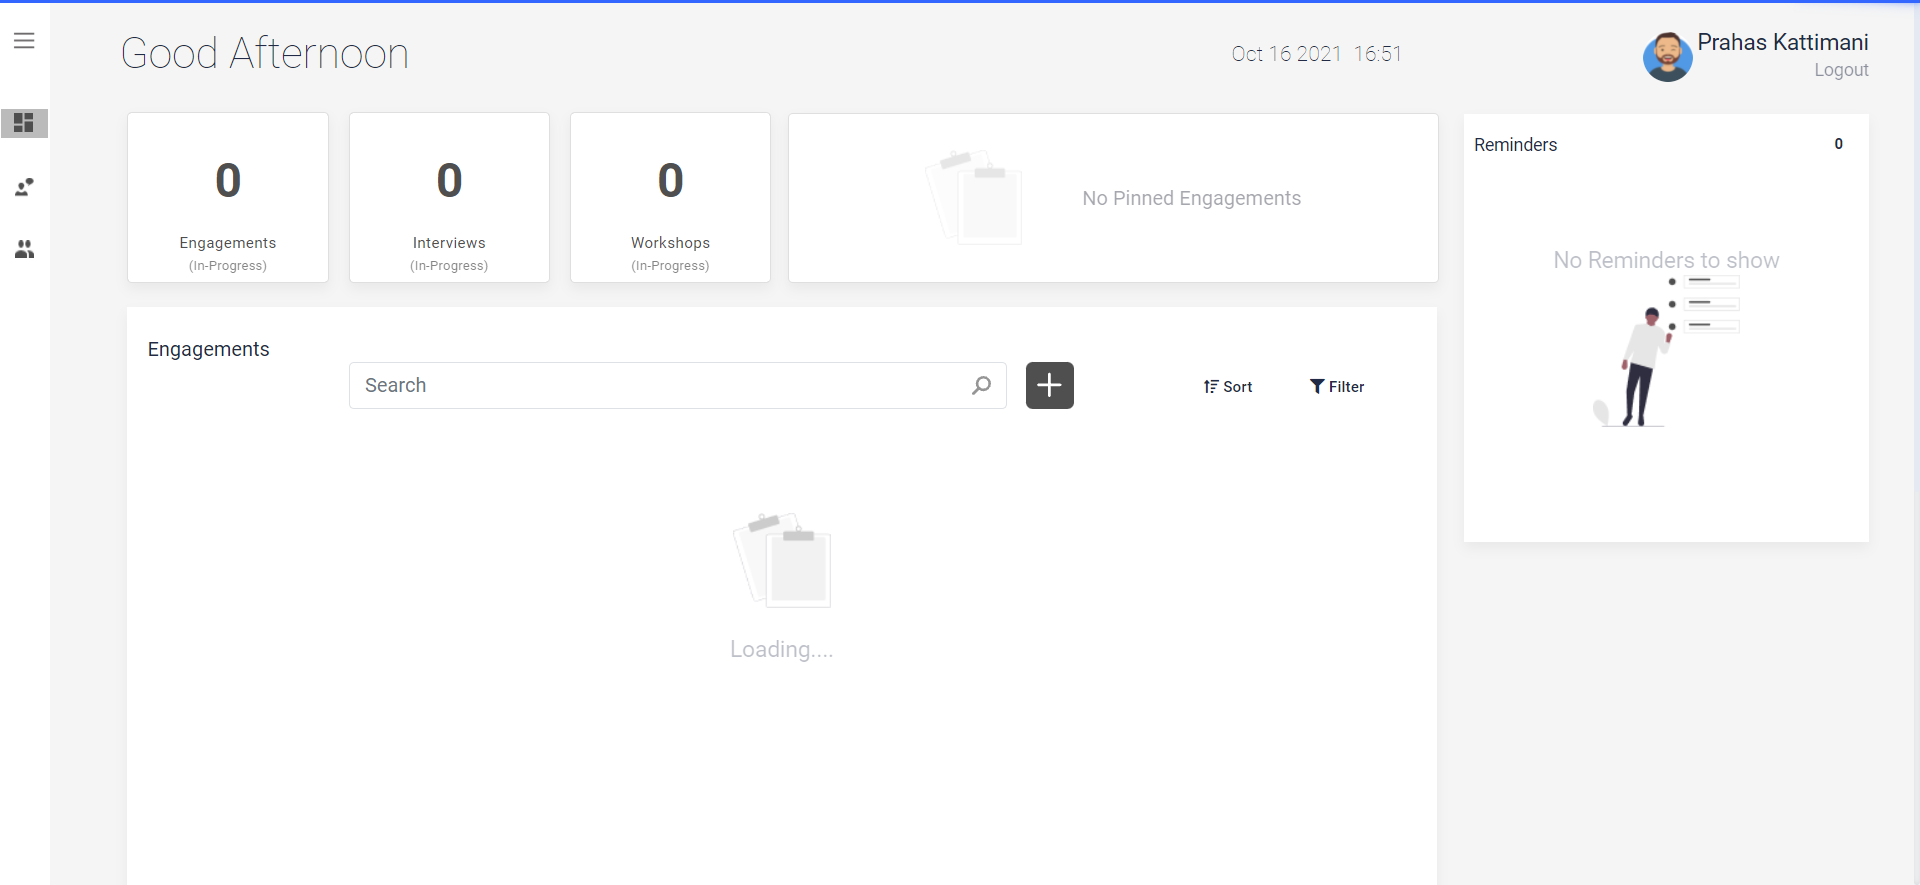 Good Afternoon
Oct 16 2021 16:51
Prahas Kattimani
Logout
0
Engagements
(In-Progress)
0
Interviews
(In-Progress)
0
Workshops
(In-Progress)
No Pinned Engagements
Reminders
0
No Reminders to show
Engagements
Search
Sort
Filter
Loading....